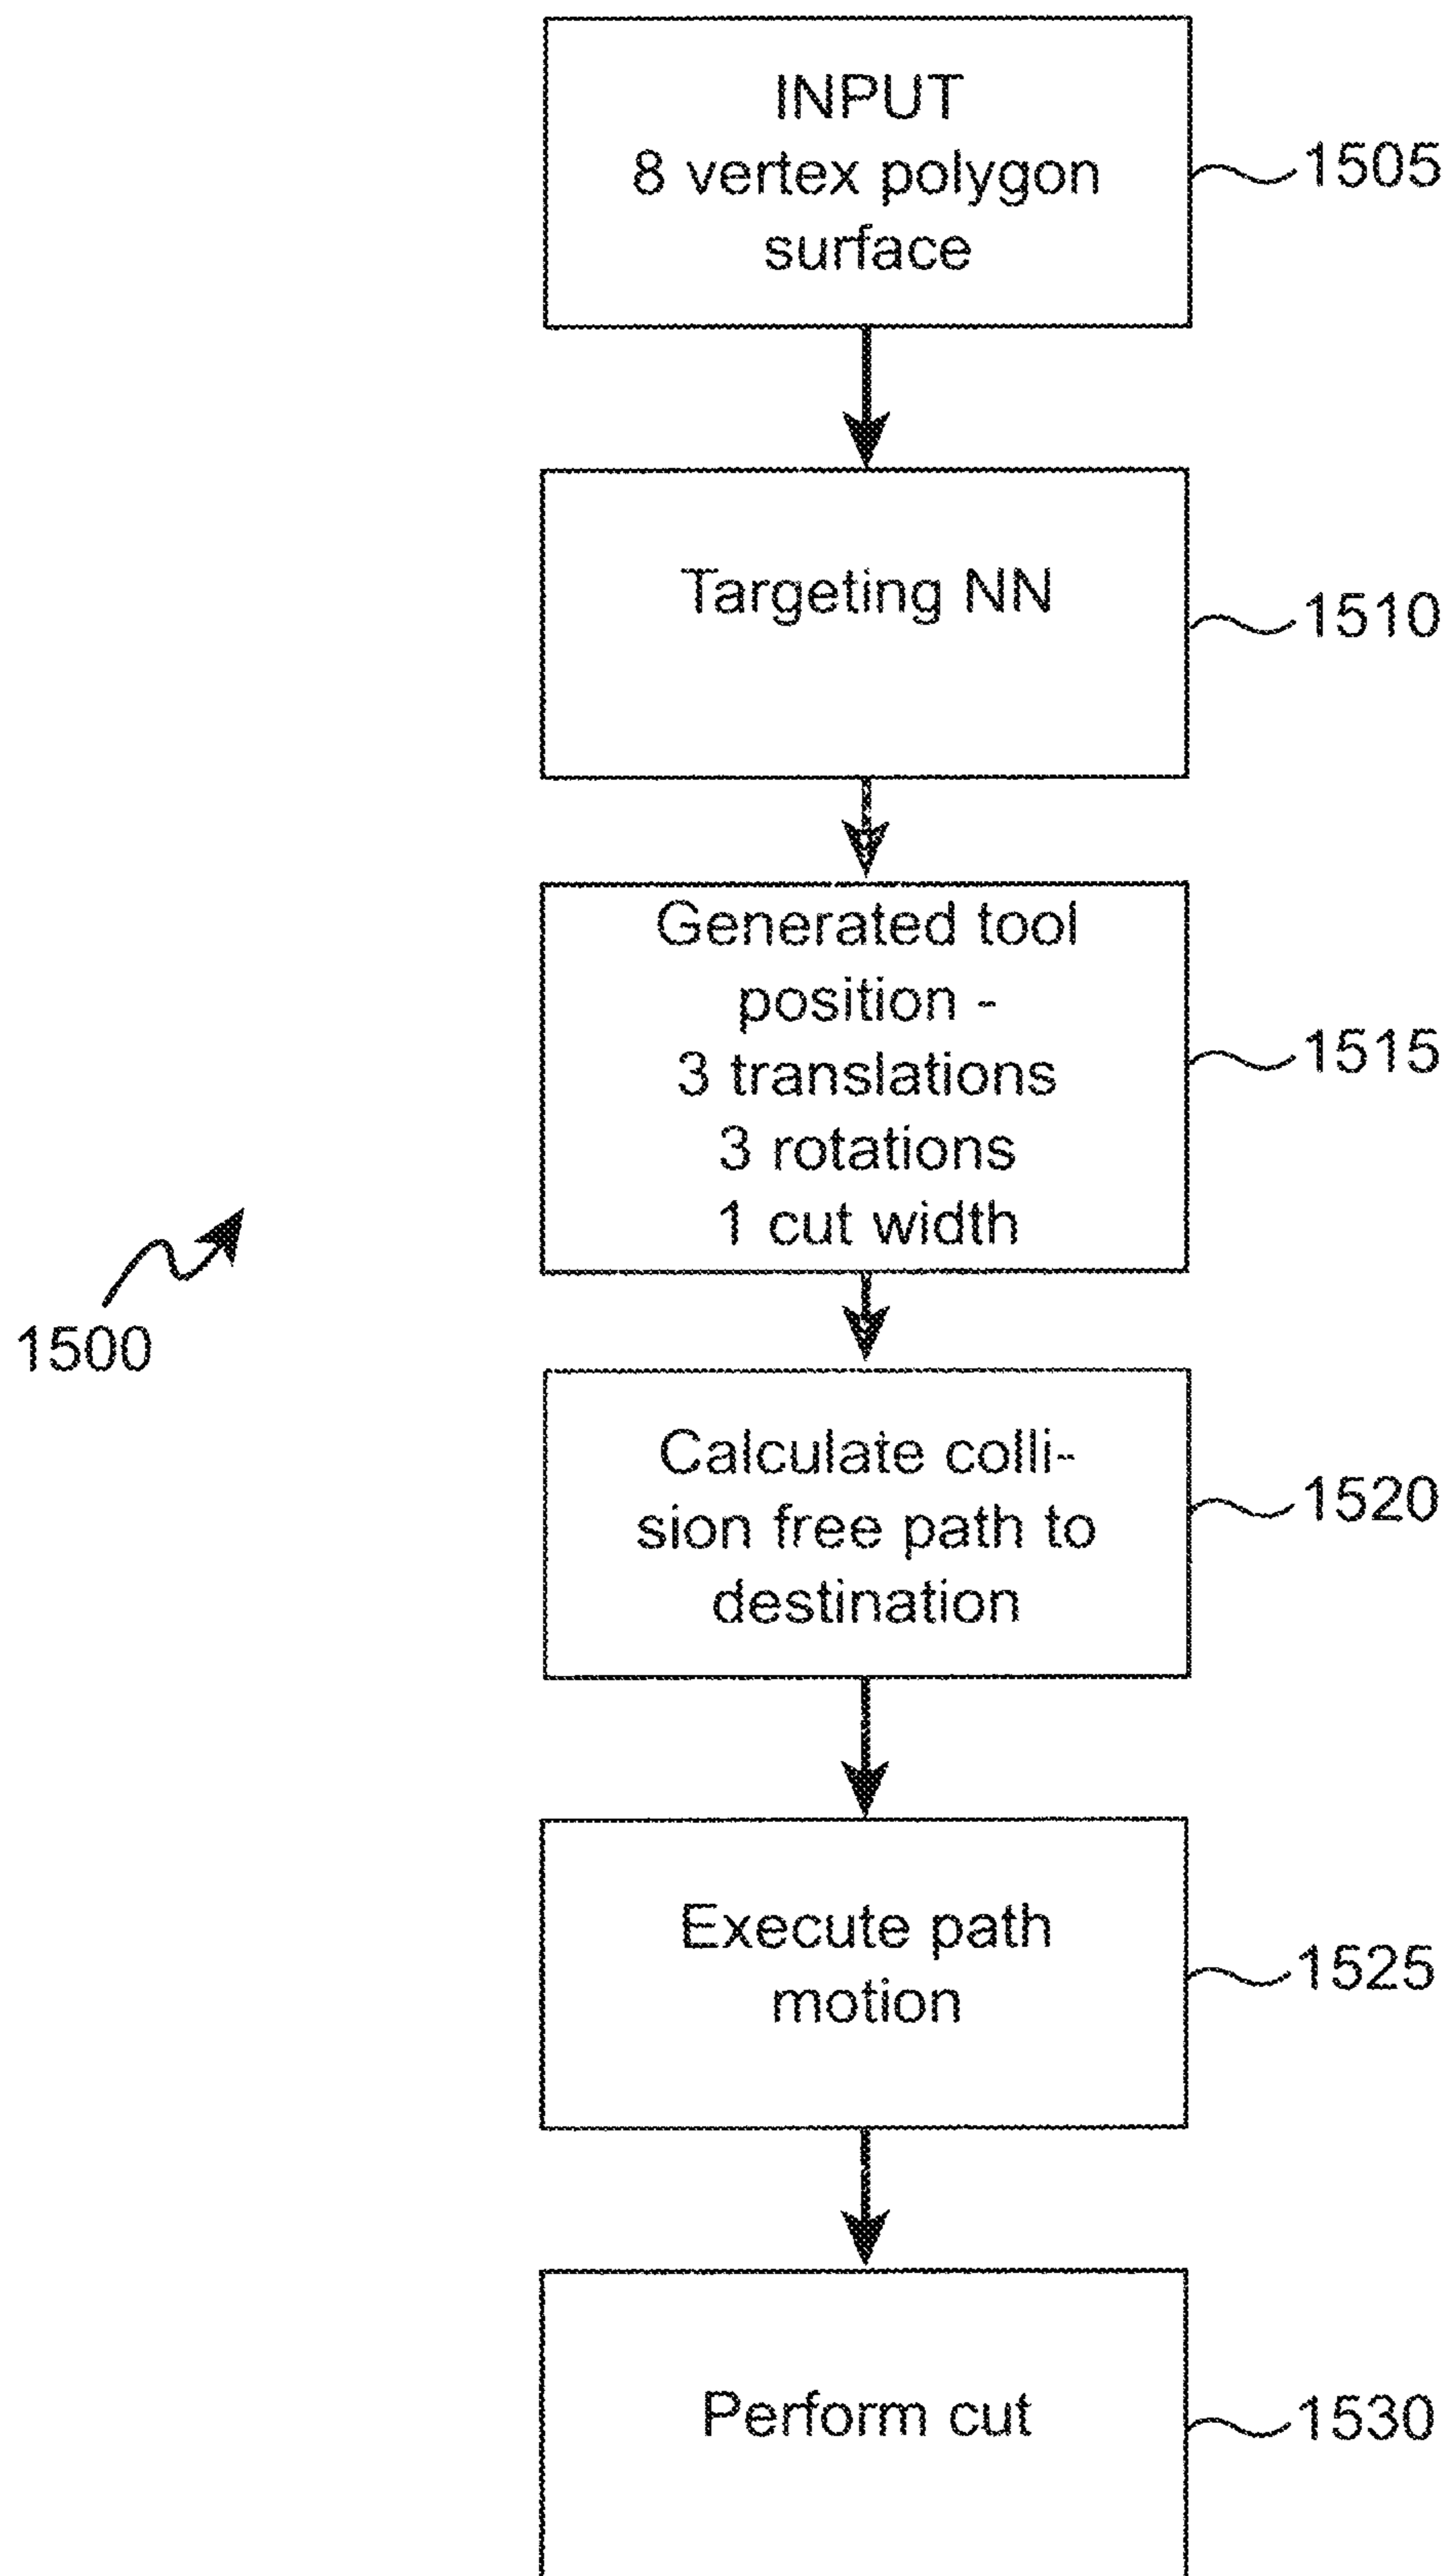 INPUT
8 vertex polygon
surface
1505
Targeting NN
1510
Generated tool
position -
3 translations
3 rotations
1 cut width
1515
1500
Calculate colli-
sion free path to
destination
1520
Execute path
motion
1525
Perform cut
1530